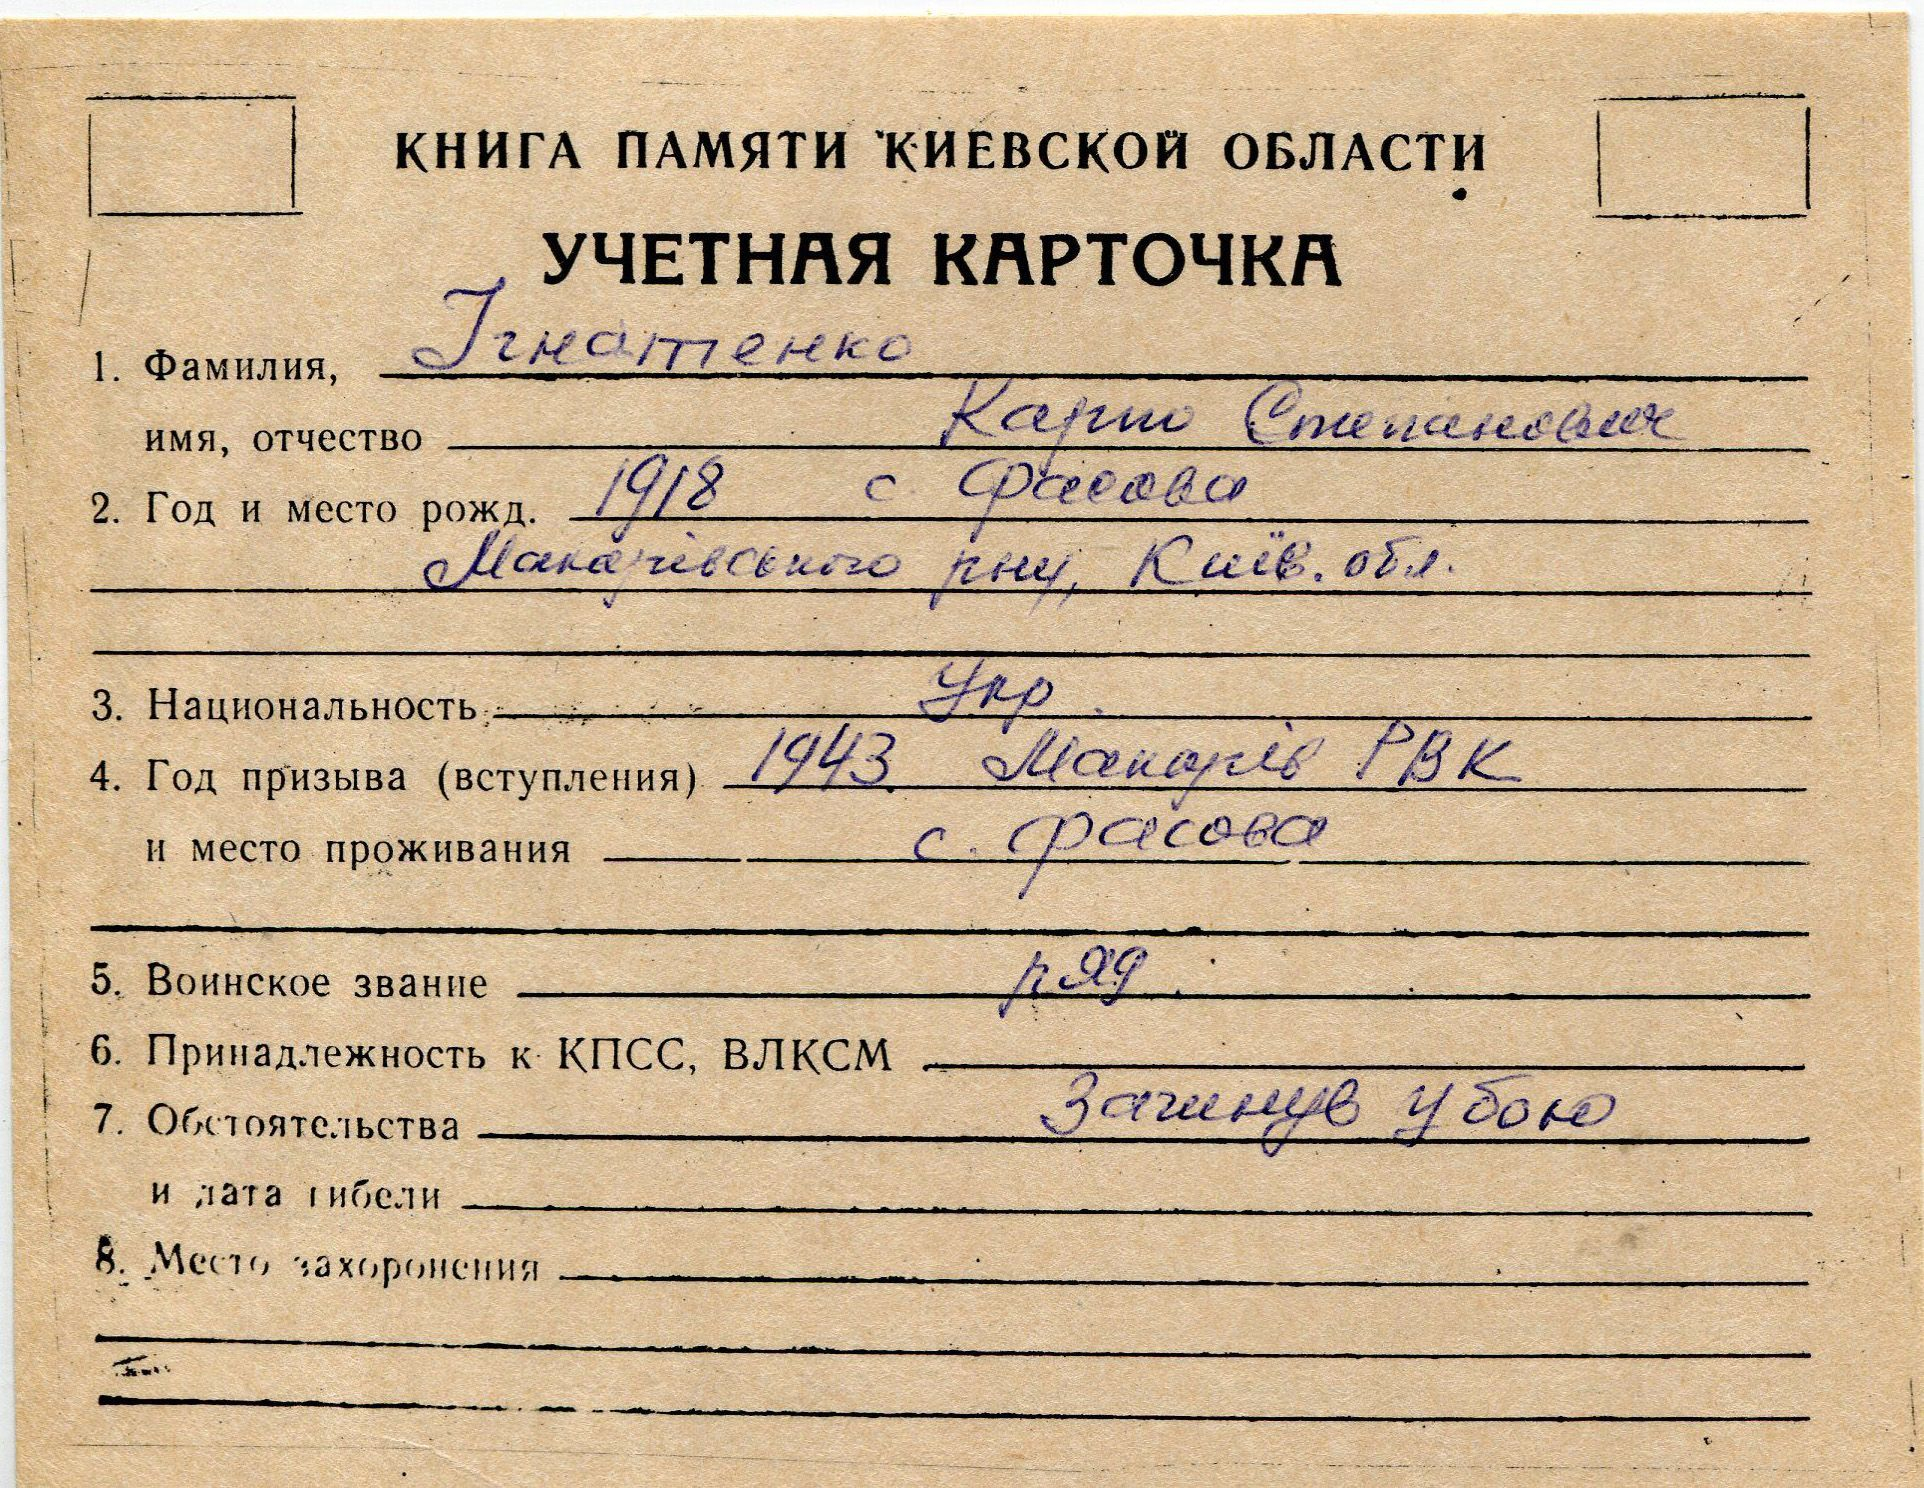 КНИГА ПАМЯТИ КИЕВСКОЙ ОБЛАСТИ
УЧЕТНАЯ КАРТОЧКА
1. Фамилия, Ігнатенко
имя, отчество Карпо Степанович
2. Год и место рожд. 1918 с. Фасова
Макарівського рну, Київ. обл.
3. Национальность Укр.
4. Год призыва (вступления) 1943 Макарів РВК
и место проживания с. Фасова
5. Воинское звание ряд.
6. Принадлежность к КПСС, ВЛКСМ
7. Обстоятельства Загинув у бою
и дата гибели
8. Место захоронения